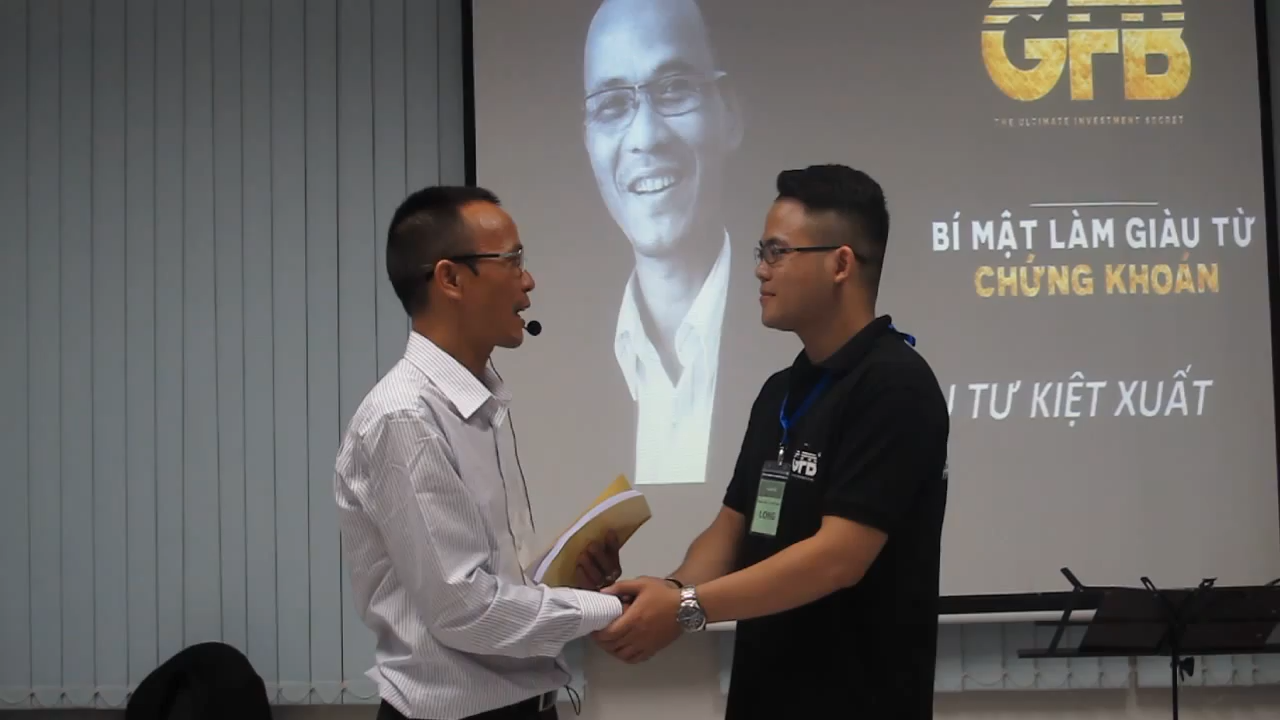 GFB
THE ULTIMATE INVESTMENT SECRET
BÍ MẬT LÀM GIÀU TỪ
CHỨNG KHOÁN
TƯ KIỆT XUẤT
GFB
LONG